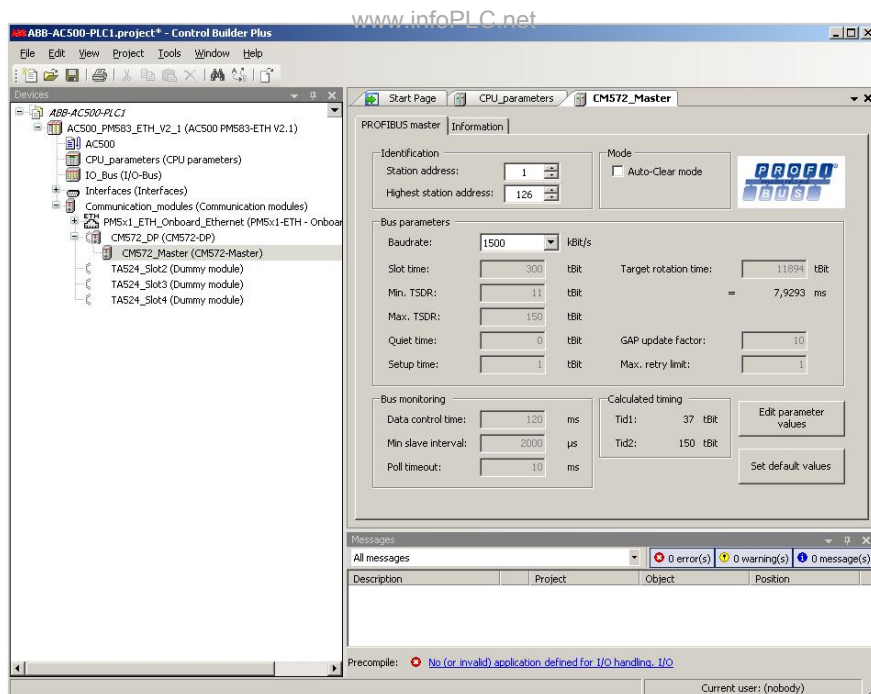 www.infoPLC.net
ABB ABB-AC500-PLC1.project* - Control Builder Plus
File Edit View Project Tools Window Help
Devices
ABB-AC500-PLC1
AC500_PM583_ETH_V2_1 (AC500 PM583-ETH V2.1)
AC500
CPU_parameters (CPU parameters)
IO_Bus (I/O-Bus)
Interfaces (Interfaces)
Communication_modules (Communication modules)
ETH PM5x1_ETH_Onboard_Ethernet (PM5x1-ETH - Onboar
CM572_DP (CM572-DP)
CM572_Master (CM572-Master)
TA524_Slot2 (Dummy module)
TA524_Slot3 (Dummy module)
TA524_Slot4 (Dummy module)
Start Page CPU_parameters CM572_Master
PROFIBUS master Information
Identification
Station address: 1
Highest station address: 126
Mode
Auto-Clear mode
PROFI
BUS
Bus parameters
Baudrate: 1500 kBit/s
Slot time: 300 tBit Target rotation time: 11894 tBit
Min. TSDR: 11 tBit = 7,9293 ms
Max. TSDR: 150 tBit
Quiet time: 0 tBit GAP update factor: 10
Setup time: 1 tBit Max. retry limit: 1
Bus monitoring
Data control time: 120 ms
Min slave interval: 2000 µs
Poll timeout: 10 ms
Calculated timing
Tid1: 37 tBit
Tid2: 150 tBit
Edit parameter
values
Set default values
Messages
All messages 0 error(s) 0 warning(s) 0 message(s)
Description Project Object Position
Precompile: No (or invalid) application defined for I/O handling. I/O
Current user: (nobody)